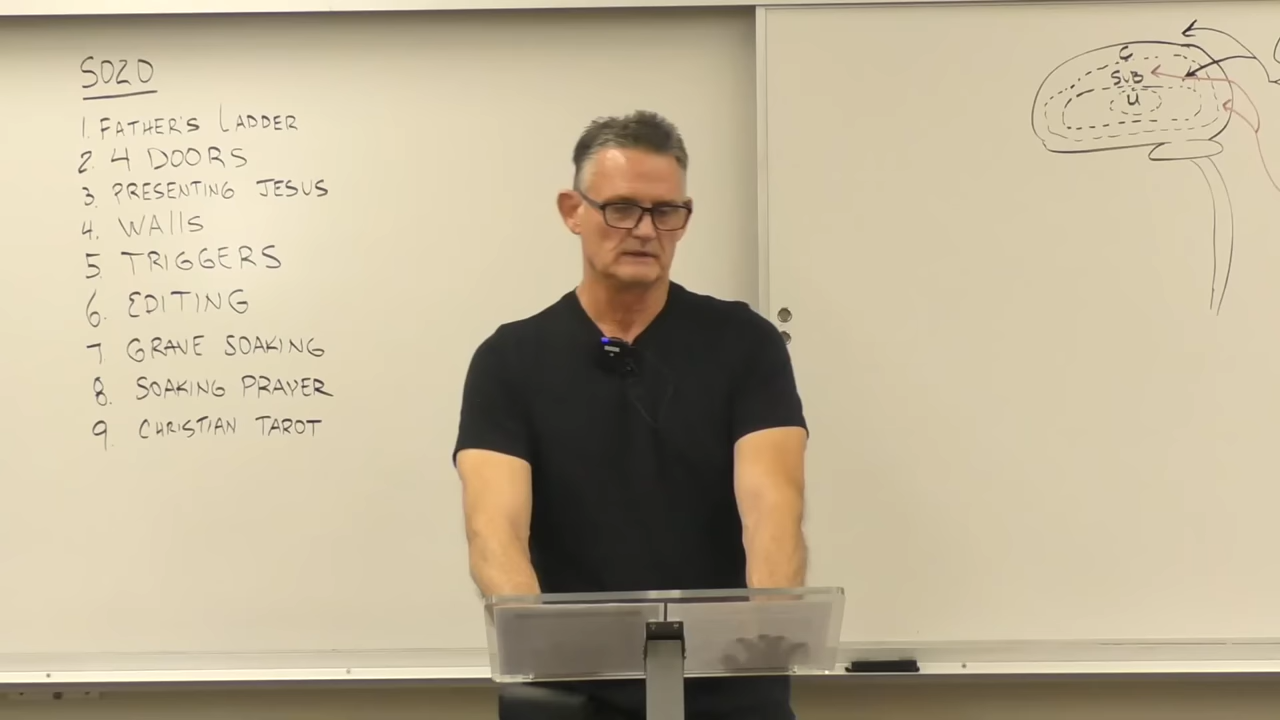 SOZO
1. FATHER'S LADDER
2. 4 DOORS
3. PRESENTING JESUS
4. WALLS
5. TRIGGERS
6. EDITING
7. GRAVE SOAKING
8. SOAKING PRAYER
9. CHRISTIAN TAROT
C
SUB
U